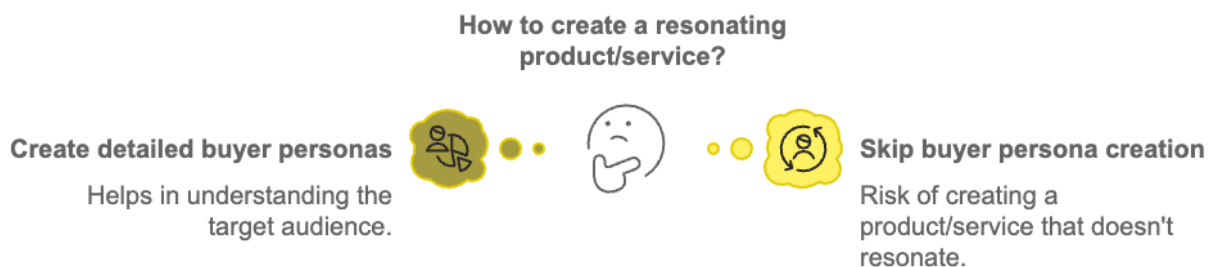 How to create a resonating
product/service?
Create detailed buyer personas
Helps in understanding the
target audience.
Skip buyer persona creation
Risk of creating a
product/service that doesn't
resonate.